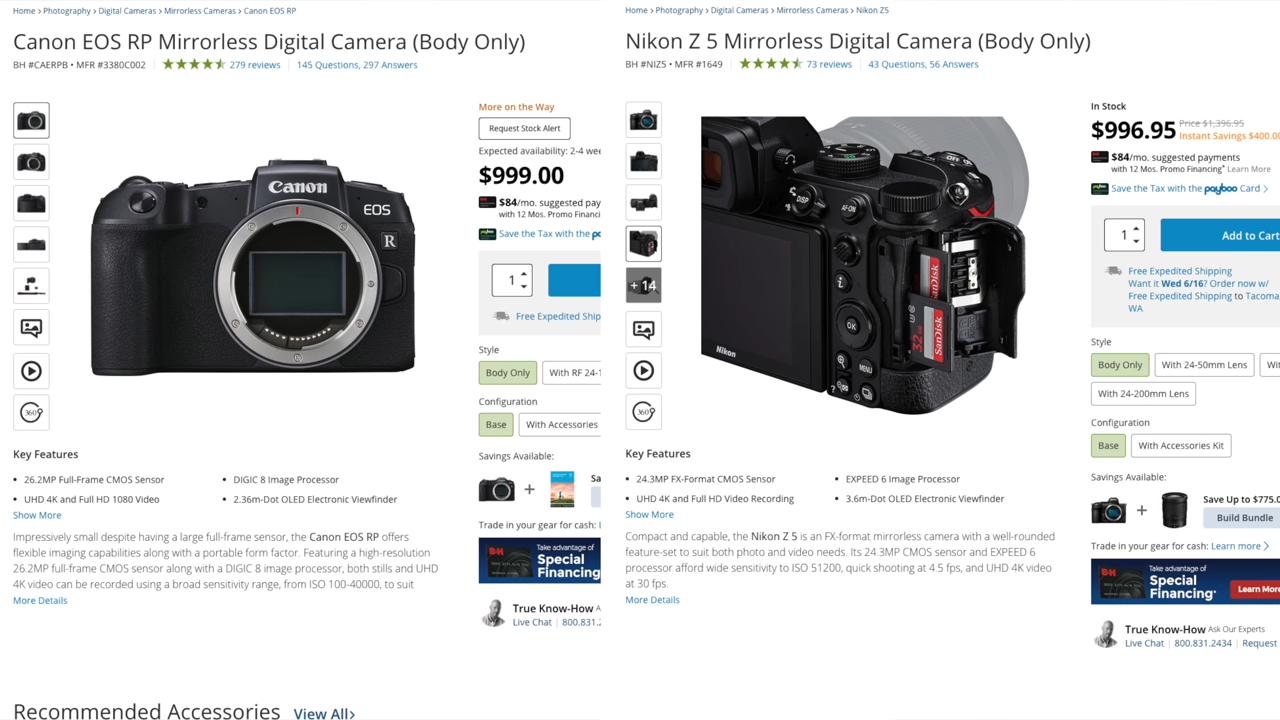 Home > Photography > Digital Cameras > Mirrorless Cameras > Canon EOS RP
Canon EOS RP Mirrorless Digital Camera (Body Only)
BH #CAERPB • MFR #3380C002
279 reviews
145 Questions, 297 Answers
Canon
EOS
R
360º
More on the Way
Request Stock Alert
Expected availability: 2-4 wee
$999.00
$84/mo. suggested pay
with 12 Mos. Promo Financi
Save the Tax with the
1
Free Expedited Ship
Style
Body Only
With RF 24-1
Configuration
Base
With Accessories
Savings Available:
+
Sa
Trade in your gear for cash:
B&H
Take advantage of
Special
Financing
True Know-How
Live Chat | 800.831.2
Key Features
• 26.2MP Full-Frame CMOS Sensor
• DIGIC 8 Image Processor
• UHD 4K and Full HD 1080 Video
• 2.36m-Dot OLED Electronic Viewfinder
Show More
Impressively small despite having a large full-frame sensor, the Canon EOS RP offers
flexible imaging capabilities along with a portable form factor. Featuring a high-resolution
26.2MP full-frame CMOS sensor along with a DIGIC 8 image processor, both stills and UHD
4K video can be recorded using a broad sensitivity range, from ISO 100-40000, to suit
More Details
Recommended Accessories View All>
Home > Photography > Digital Cameras > Mirrorless Cameras > Nikon Z5
Nikon Z 5 Mirrorless Digital Camera (Body Only)
BH #NIZ5 • MFR #1649
73 reviews
43 Questions, 56 Answers
+ 14
360º
DISP
AF-ON
OFF
i
OK
MENU
?
SanDisk
32
SanDisk
Nikon
In Stock
$996.95
Price $1,396.95
Instant Savings $400.0
$84/mo. suggested payments
with 12 Mos. Promo Financing* Learn More
Save the Tax with the payboo Card >
1
Add to Cart
Free Expedited Shipping
Want it Wed 6/16? Order now w/
Free Expedited Shipping to Tacoma
WA
Style
Body Only
With 24-50mm Lens
Wit
With 24-200mm Lens
Configuration
Base
With Accessories Kit
Savings Available:
+
Save Up to $775.0
Build Bundle
Trade in your gear for cash: Learn more >
B&H
Take advantage of
Special
Financing*
Learn More
True Know-How Ask Our Experts
Live Chat | 800.831.2434 | Request
Key Features
• 24.3MP FX-Format CMOS Sensor
• EXPEED 6 Image Processor
• UHD 4K and Full HD Video Recording
• 3.6m-Dot OLED Electronic Viewfinder
Show More
Compact and capable, the Nikon Z 5 is an FX-format mirrorless camera with a well-rounded
feature-set to suit both photo and video needs. Its 24.3MP CMOS sensor and EXPEED 6
processor afford wide sensitivity to ISO 51200, quick shooting at 4.5 fps, and UHD 4K video
at 30 fps.
More Details